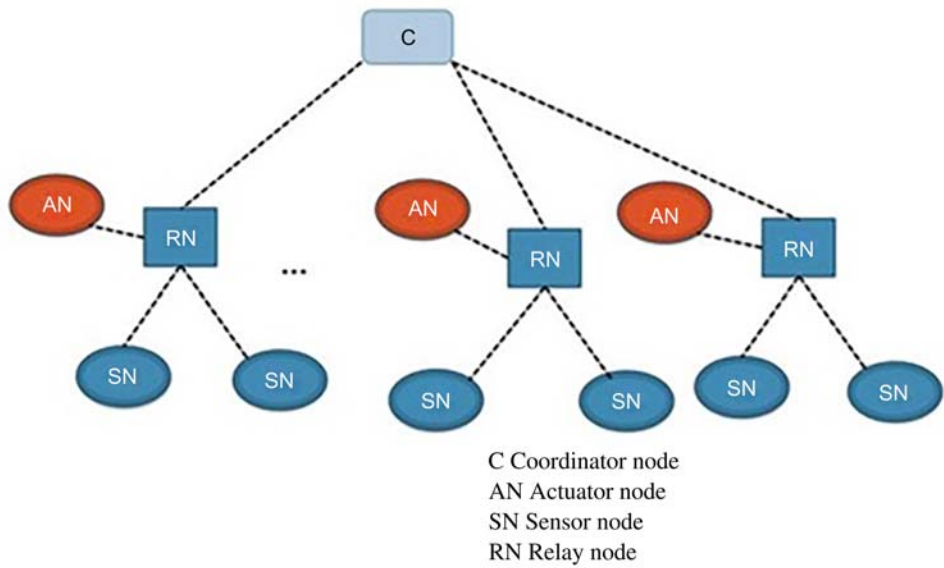 C
AN
RN
AN
RN
AN
RN
...
SN
SN
SN
SN
SN
SN
C Coordinator node
AN Actuator node
SN Sensor node
RN Relay node